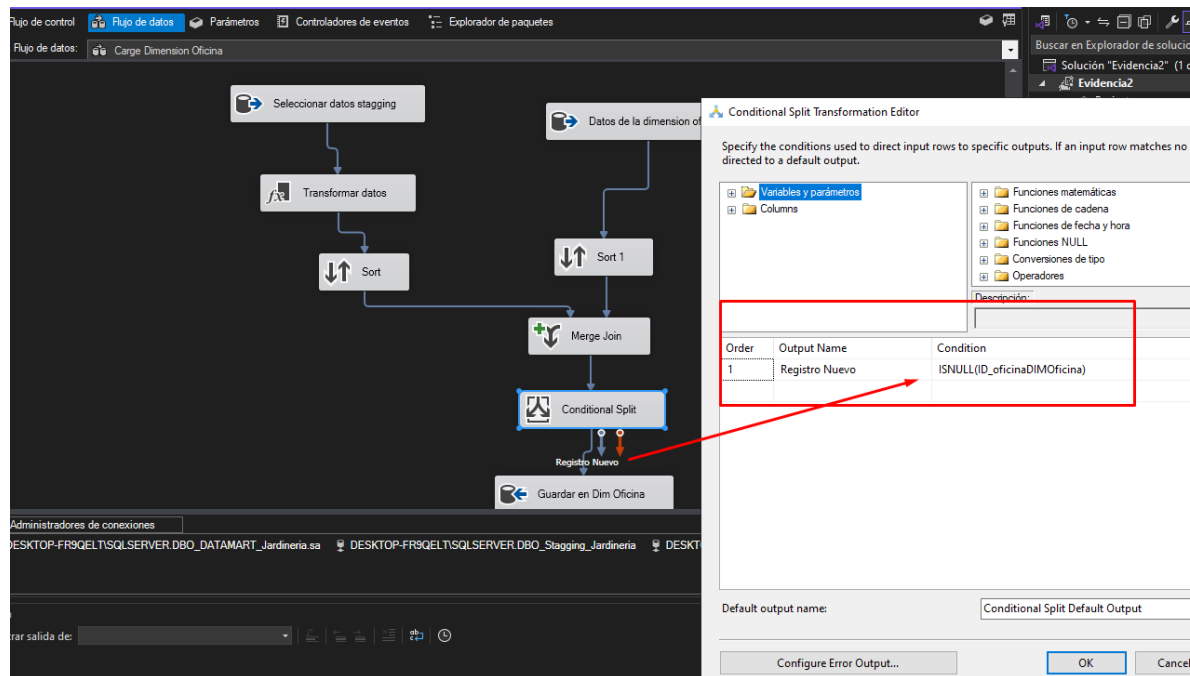 Flujo de control Flujo de datos Parámetros Controladores de eventos Explorador de paquetes
Flujo de datos: Carge Dimension Oficina
Buscar en Explorador de solucio
Solución "Evidencia2" (1 c
Evidencia2
Seleccionar datos stagging
Datos de la dimension of
Transformar datos
Sort
Sort 1
Merge Join
Conditional Split
Registro Nuevo
Guardar en Dim Oficina
Administradores de conexiones
DESKTOP-FR9QELT\SQLSERVER.DBO_DATAMART_Jardineria.sa DESKTOP-FR9QELT\SQLSERVER.DBO_Stagging_Jardineria DESKT
rar salida de:
Conditional Split Transformation Editor
Specify the conditions used to direct input rows to specific outputs. If an input row matches no
directed to a default output.
Variables y parámetros
Columns
Funciones matemáticas
Funciones de cadena
Funciones de fecha y hora
Funciones NULL
Conversiones de tipo
Operadores
Descripción:
Order Output Name Condition
1 Registro Nuevo ISNULL(ID_oficinaDIMOficina)
Default output name: Conditional Split Default Output
Configure Error Output... OK Cancel